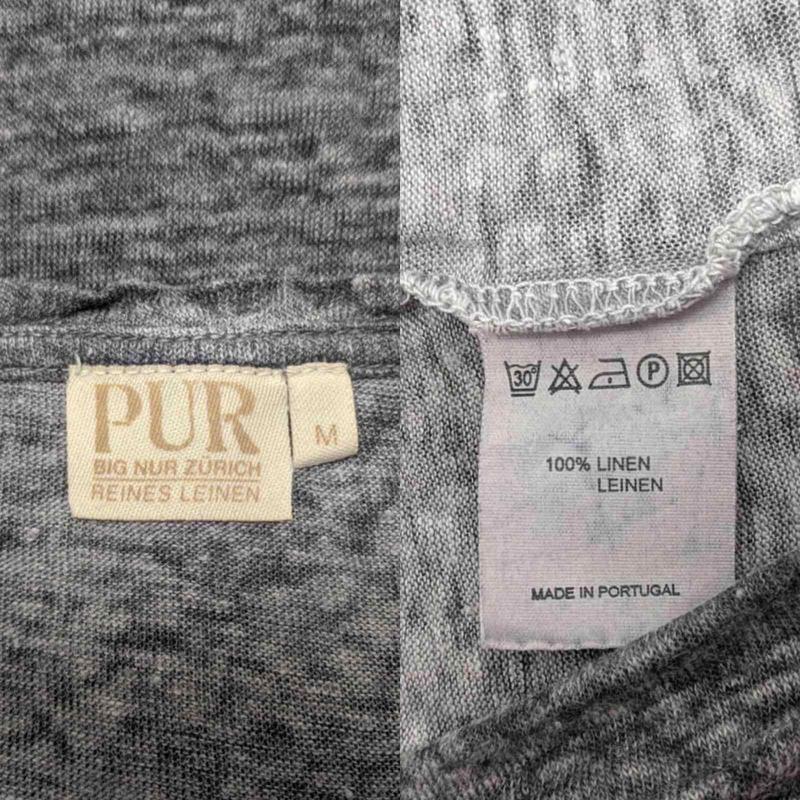 PUR
M
BIG NUR ZÜRICH
REINES LEINEN
30°
P
100% LINEN
LEINEN
MADE IN PORTUGAL